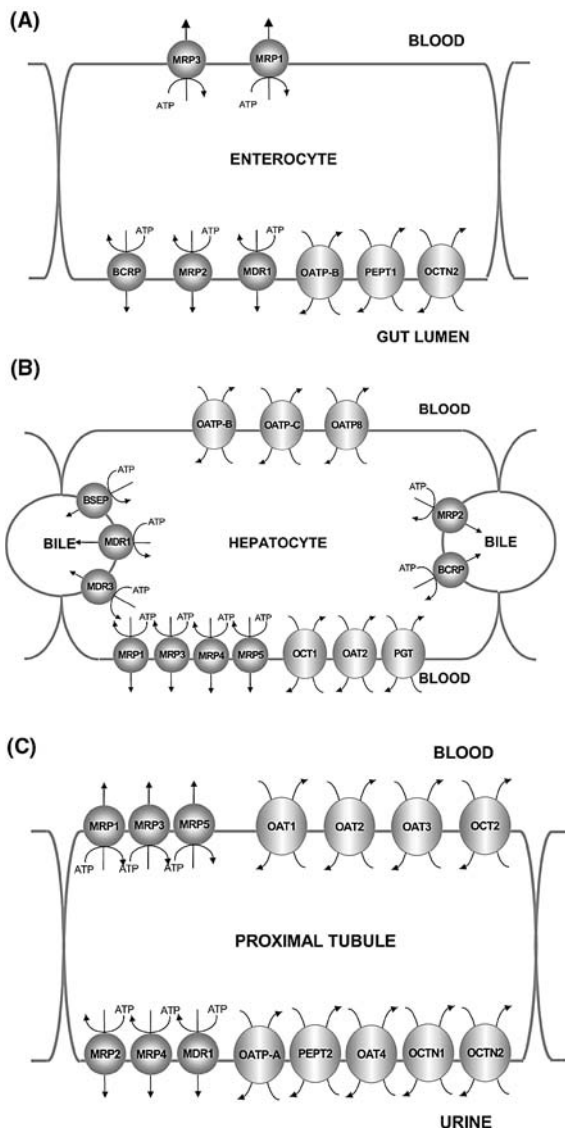 (A)
BLOOD
MRP3 MRP1
ATP ATP
ENTEROCYTE
ATP ATP ATP
BCRP MRP2 MDR1 OATP-B PEPT1 OCTN2
GUT LUMEN
(B)
BLOOD
OATP-B OATP-C OATP8
ATP
BSEP
ATP
MRP2
ATP
BILE MDR1 HEPATOCYTE BILE
MDR3
ATP
ATP
BCRP
ATP ATP ATP ATP
MRP1 MRP3 MRP4 MRP5 OCT1 OAT2 PGT
BLOOD
(C)
BLOOD
MRP1 MRP3 MRP5 OAT1 OAT2 OAT3 OCT2
ATP ATP ATP
PROXIMAL TUBULE
ATP ATP ATP
MRP2 MRP4 MDR1 OATP-A PEPT2 OAT4 OCTN1 OCTN2
URINE